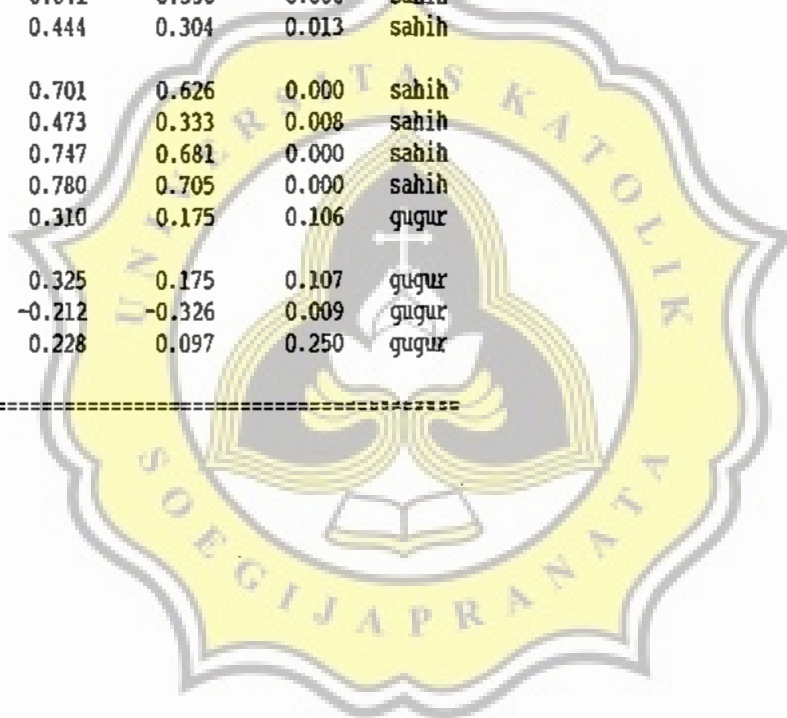 0.444 0.304 0.013 sahih
0.701 0.626 0.000 sahih
0.473 0.333 0.008 sahih
0.747 0.681 0.000 sahih
0.780 0.705 0.000 sahih
0.310 0.175 0.106 gugur
0.325 0.175 0.107 gugur
-0.212 -0.326 0.009 gugur
0.228 0.097 0.250 gugur
==========================================
UNIVERSITAS KATOLIK
SOEGIJAPRANATA